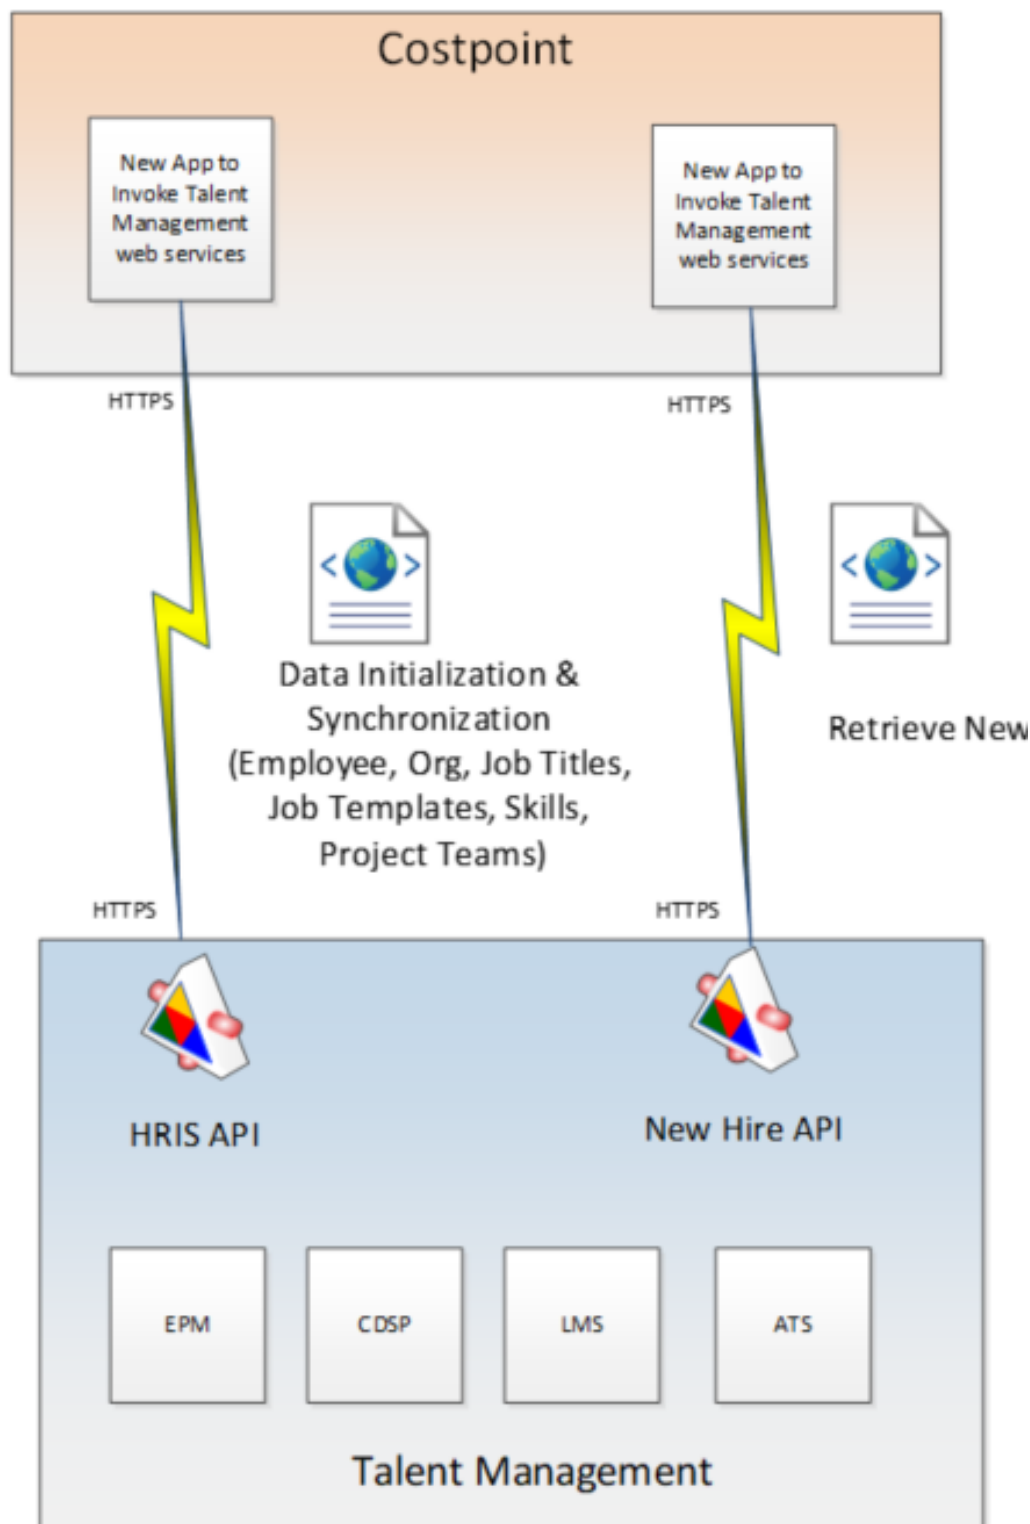 Costpoint
New App to
Invoke Talent
Management
web services
New App to
Invoke Talent
Management
web services
HTTPS
HTTPS
Data Initialization &
Synchronization
(Employee, Org, Job Titles,
Job Templates, Skills,
Project Teams)
Retrieve New
HTTPS
HTTPS
HRIS API
New Hire API
EPM
CDSP
LMS
ATS
Talent Management